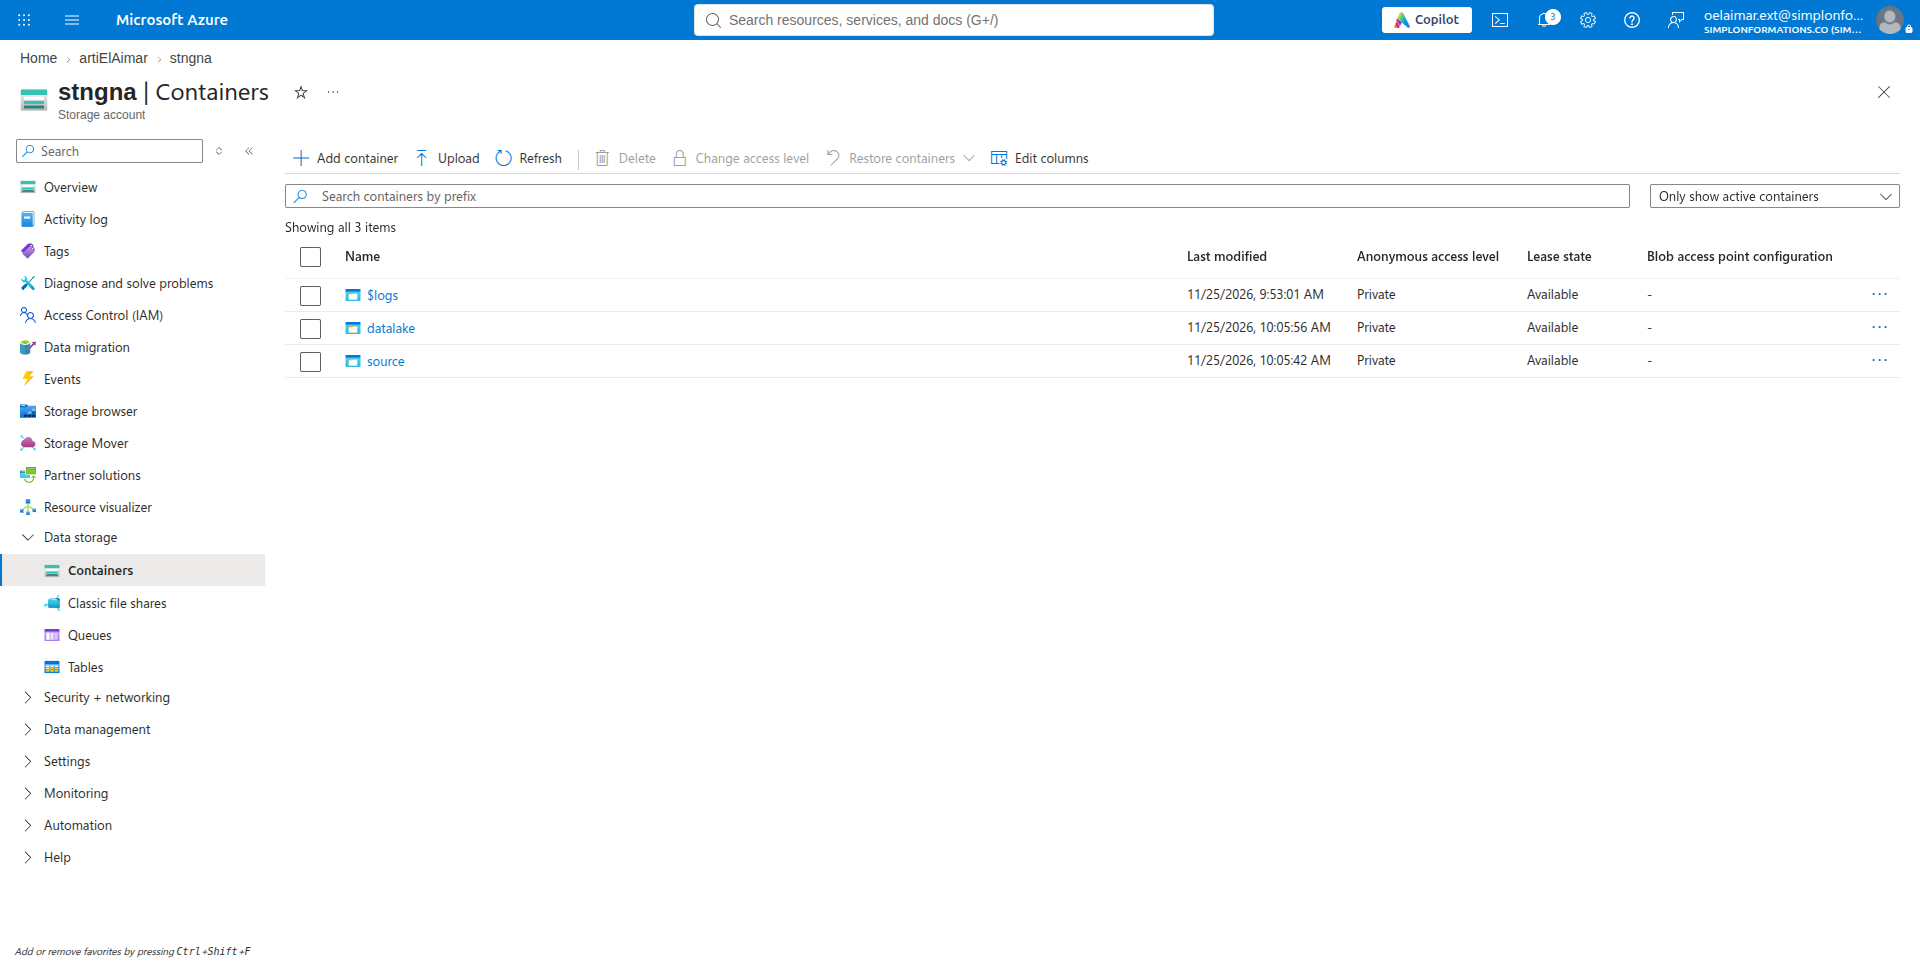 Microsoft Azure
Search resources, services, and docs (G+/)
Copilot
3
oelaimar.ext@simplonfo...
SIMPLONFORMATIONS.CO (SIM...
Home
artiElAimar
stngna
stngna | Containers
Storage account
Search
Add container
Upload
Refresh
Delete
Change access level
Restore containers
Edit columns
Search containers by prefix
Only show active containers
Showing all 3 items
Name Last modified Anonymous access level Lease state Blob access point configuration
$logs 11/25/2026, 9:53:01 AM Private Available -
datalake 11/25/2026, 10:05:56 AM Private Available -
source 11/25/2026, 10:05:42 AM Private Available -
Overview
Activity log
Tags
Diagnose and solve problems
Access Control (IAM)
Data migration
Events
Storage browser
Storage Mover
Partner solutions
Resource visualizer
Data storage
Containers
Classic file shares
Queues
Tables
Security + networking
Data management
Settings
Monitoring
Automation
Help
Add or remove favorites by pressing Ctrl+Shift+F